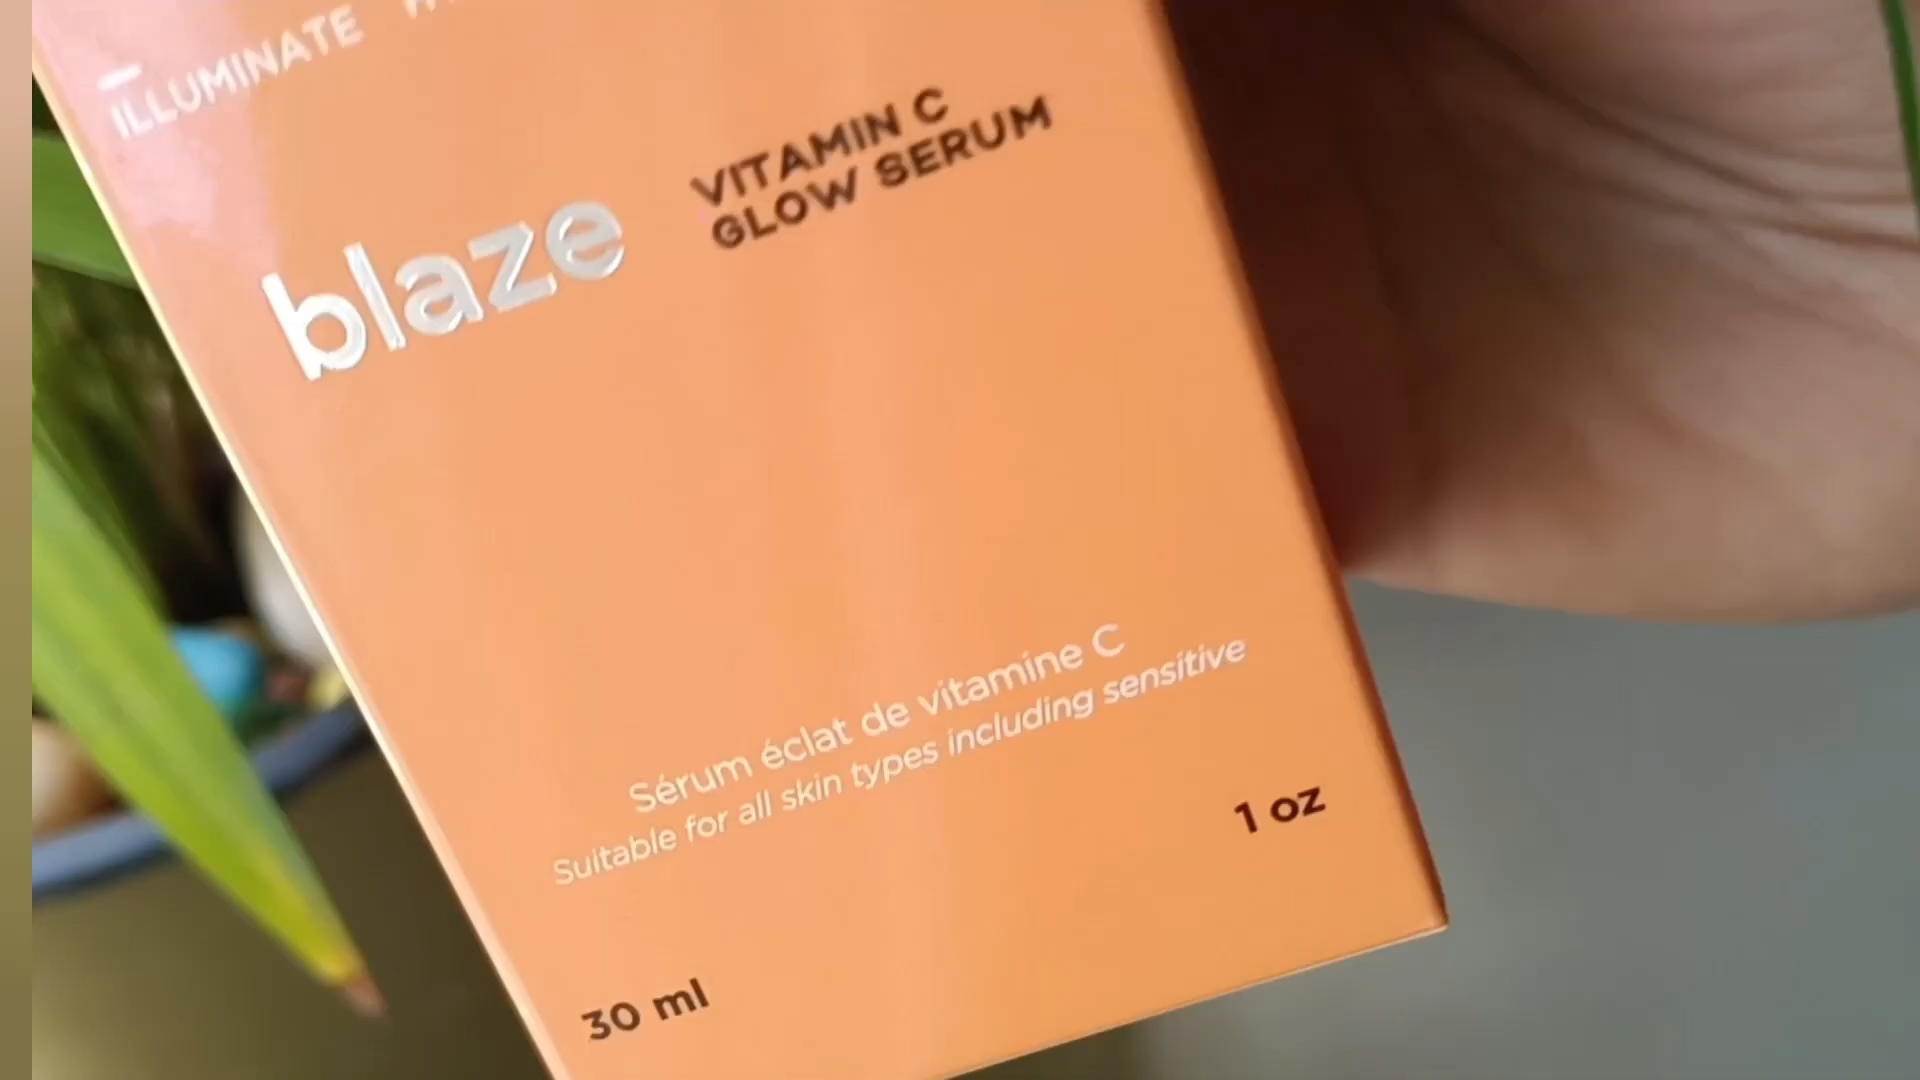 ILLUMINATE
blaze
VITAMIN C
GLOW SERUM
Sérum éclat de vitamine C
Suitable for all skin types including sensitive
30 ml
1 oz